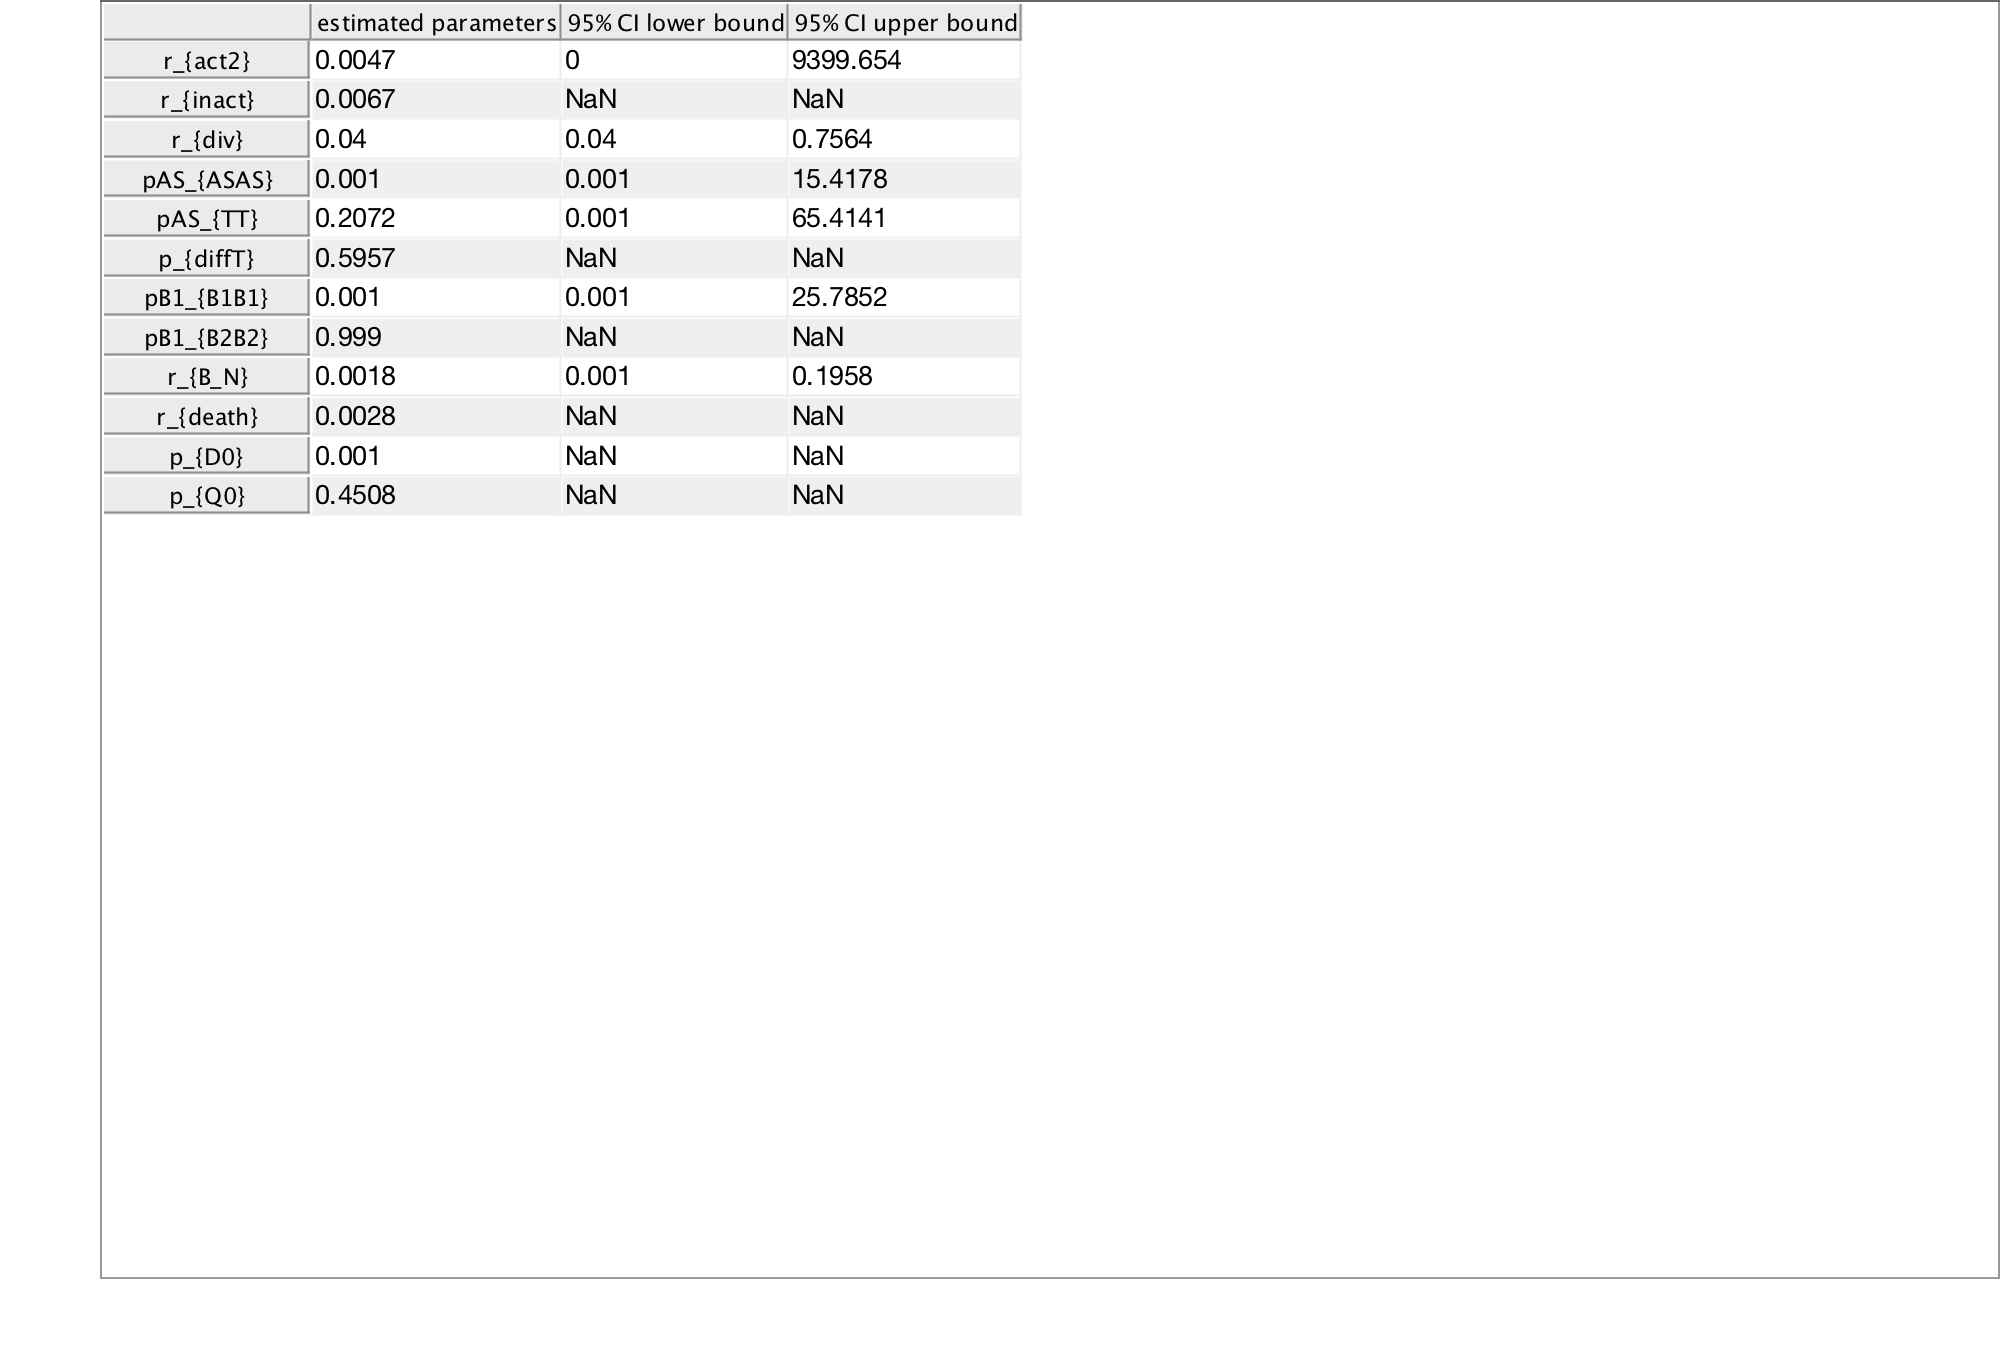 estimated parameters 95% CI lower bound 95% CI upper bound
r_{act2} 0.0047 0 9399.654
r_{inact} 0.0067 NaN NaN
r_{div} 0.04 0.04 0.7564
pAS_{ASAS} 0.001 0.001 15.4178
pAS_{TT} 0.2072 0.001 65.4141
p_{diffT} 0.5957 NaN NaN
pB1_{B1B1} 0.001 0.001 25.7852
pB1_{B2B2} 0.999 NaN NaN
r_{B_N} 0.0018 0.001 0.1958
r_{death} 0.0028 NaN NaN
p_{D0} 0.001 NaN NaN
p_{Q0} 0.4508 NaN NaN